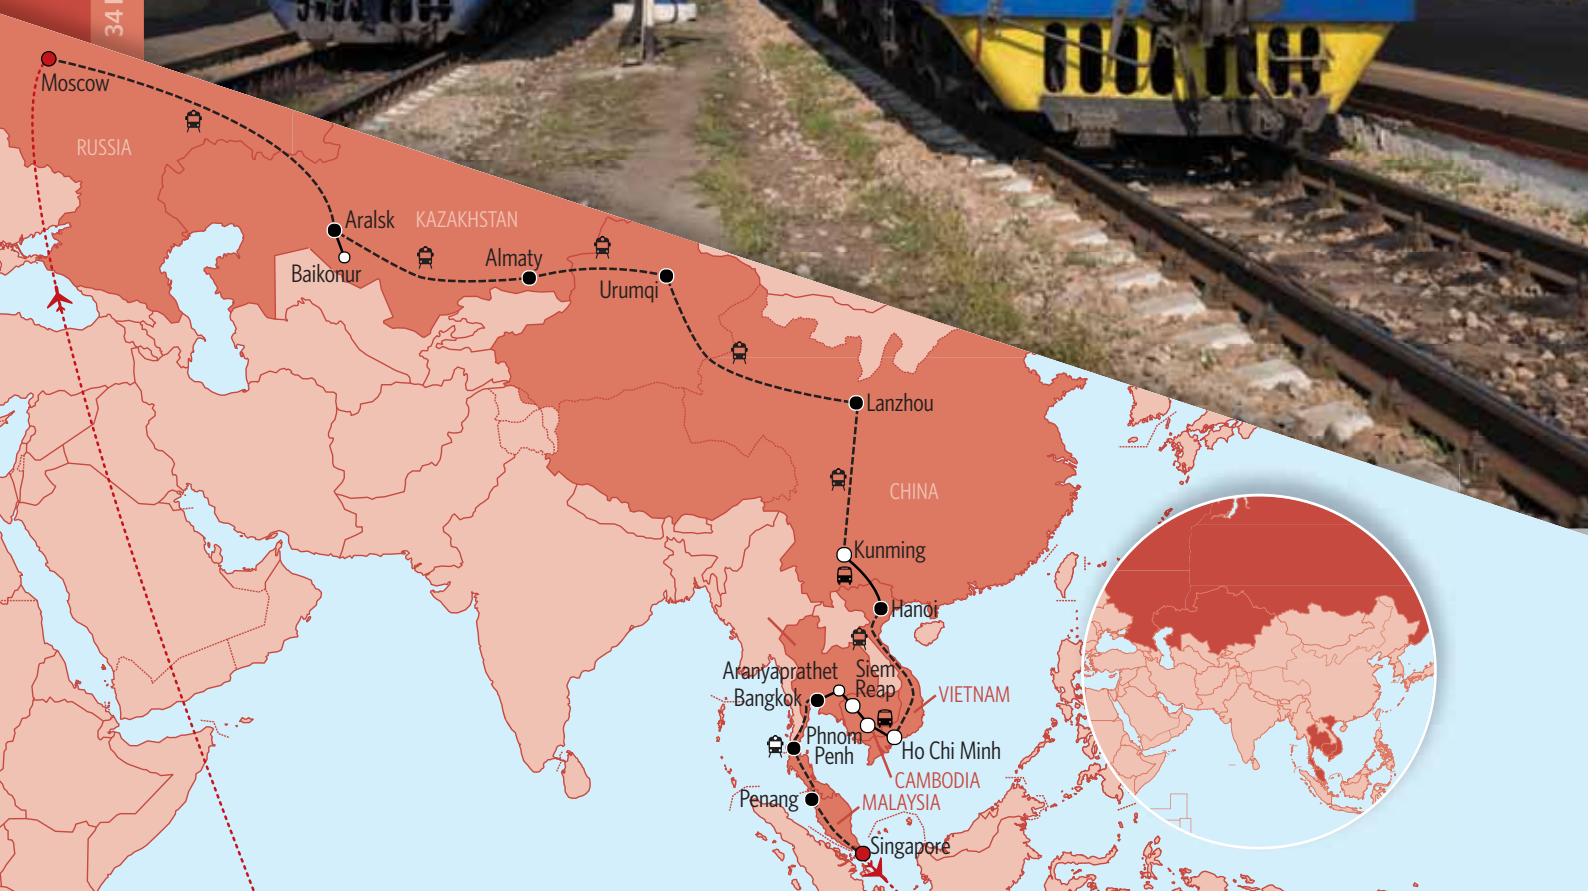 34
Moscow
RUSSIA
Aralsk
KAZAKHSTAN
Baikonur
Almaty
Urumqi
Lanzhou
CHINA
Kunming
Hanoi
Aranyaprathet
Siem
Reap
Bangkok
VIETNAM
Phnom
Penh
Ho Chi Minh
CAMBODIA
Penang
MALAYSIA
Singapore